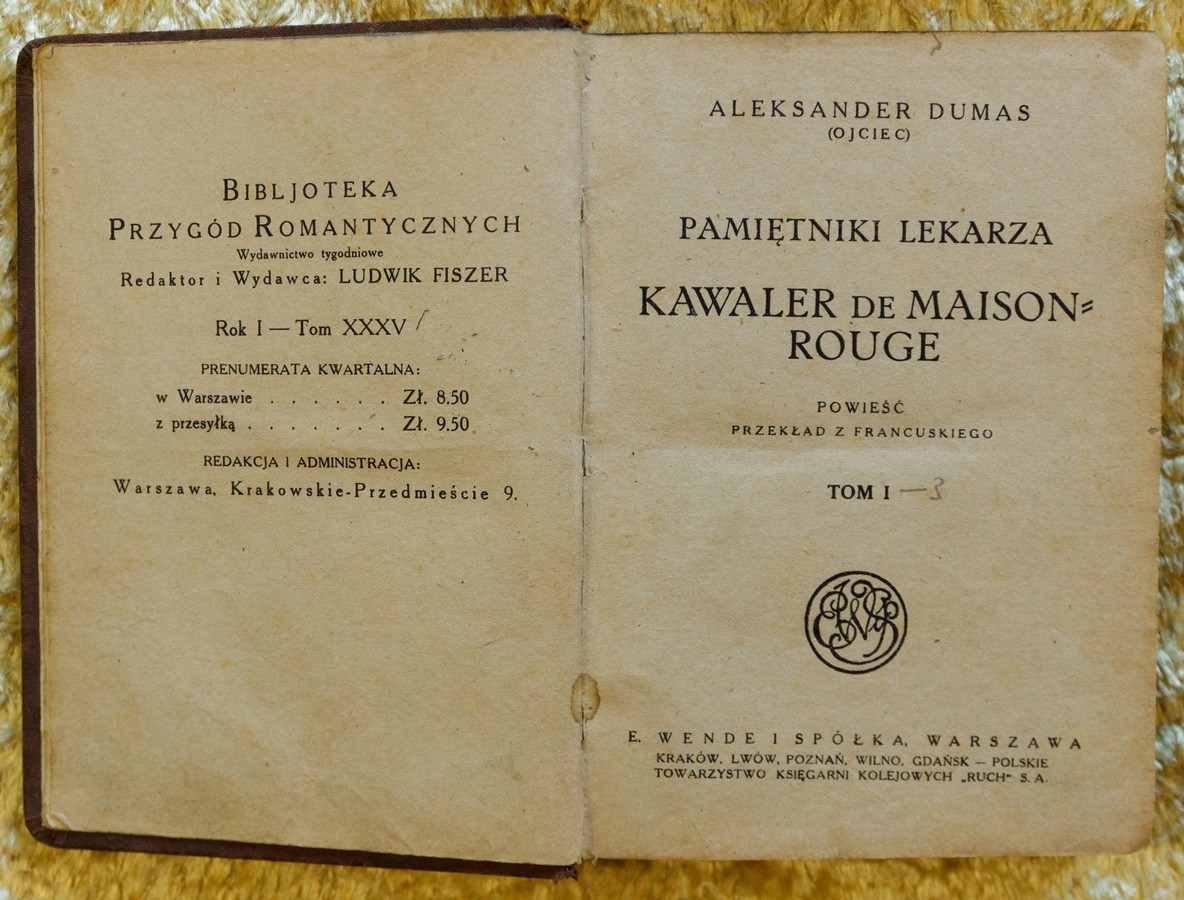 BIBLJOTEKA
PRZYGÓD ROMANTYCZNYCH
Wydawnictwo tygodniowe
Redaktor i Wydawca: LUDWIK FISZER
Rok I — Tom XXXV
PRENUMERATA KWARTALNA:
w Warszawie . . . . . . Zł. 8.50
z przesyłką . . . . . . . Zł. 9.50
REDAKCJA I ADMINISTRACJA:
Warszawa, Krakowskie-Przedmieście 9.
ALEKSANDER DUMAS
(OJCIEC)
PAMIĘTNIKI LEKARZA
KAWALER DE MAISON-
ROUGE
POWIEŚĆ
PRZEKŁAD Z FRANCUSKIEGO
TOM I — 3
E. WENDE I SPÓŁKA, WARSZAWA
KRAKÓW, LWÓW, POZNAŃ, WILNO, GDAŃSK — POLSKIE
TOWARZYSTWO KSIĘGARNI KOLEJOWYCH „RUCH" S. A.